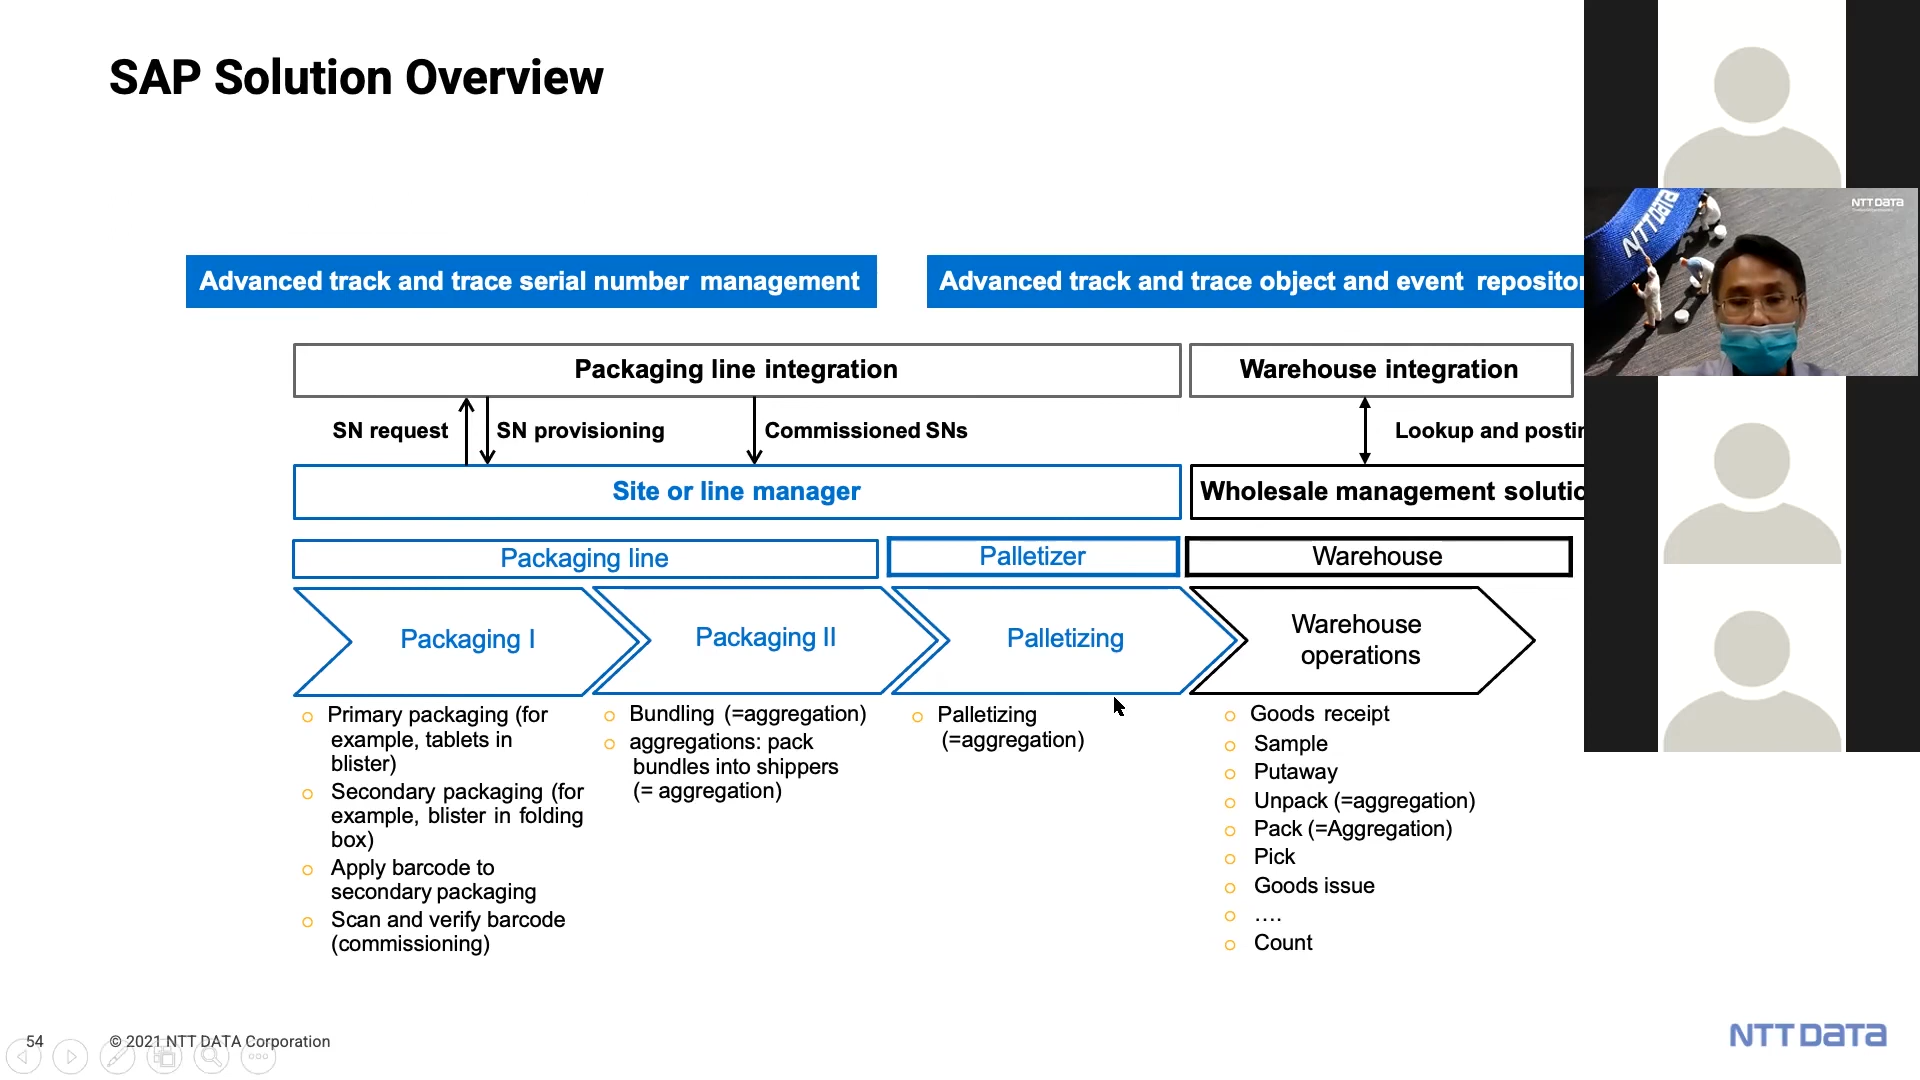 SAP Solution Overview
Advanced track and trace serial number management
Advanced track and trace object and event
Packaging line integration
Warehouse integration
SN request
SN provisioning
Commissioned SNs
Lookup and
Site or line manager
Wholesale management
Packaging line
Palletizer
Warehouse
Packaging I
Packaging II
Palletizing
Warehouse
operations
Primary packaging (for
example, tablets in
blister)
Secondary packaging (for
example, blister in folding
box)
Apply barcode to
secondary packaging
Scan and verify barcode
(commissioning)
Bundling (=aggregation)
aggregations: pack
bundles into shippers
(= aggregation)
Palletizing
(=aggregation)
Goods receipt
Sample
Putaway
Unpack (=aggregation)
Pack (=Aggregation)
Pick
Goods issue
....
Count
NTT DATA
NTT DATA
54
© 2021 NTT DATA Corporation
NTT DATA